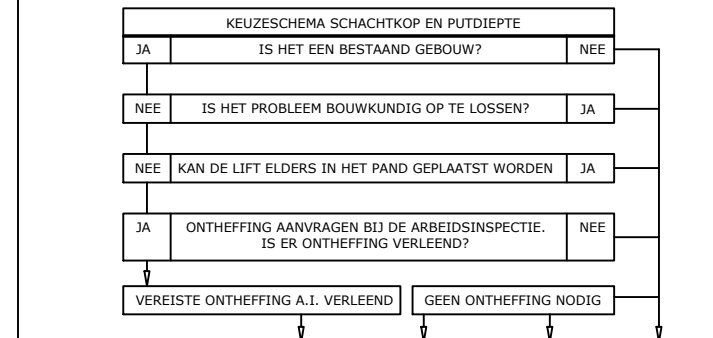 KEUZESCHEMA SCHACHTKOP EN PUTDIEPTE
JA IS HET EEN BESTAAND GEBOUW? NEE
NEE IS HET PROBLEEM BOUWKUNDIG OP TE LOSSEN? JA
NEE KAN DE LIFT ELDERS IN HET PAND GEPLAATST WORDEN JA
JA ONTHEFFING AANVRAGEN BIJ DE ARBEIDSINSPECTIE. NEE
IS ER ONTHEFFING VERLEEND?
VEREISTE ONTHEFFING A.I. VERLEEND GEEN ONTHEFFING NODIG